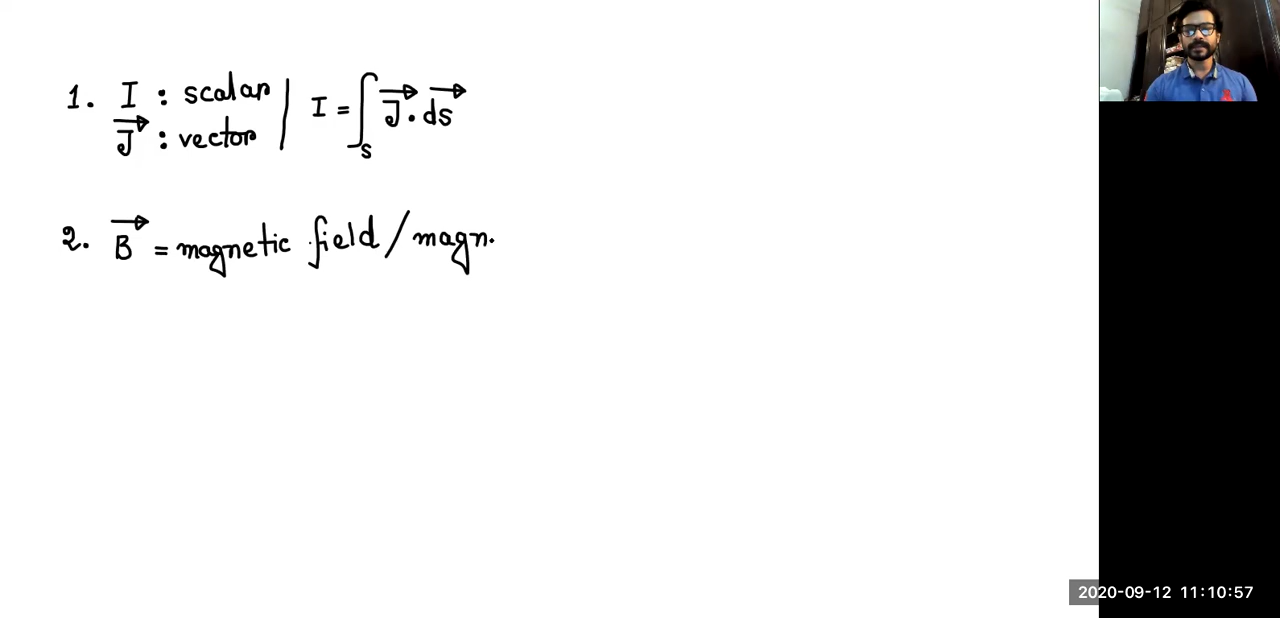 1. I : scalar | I = ∫_S J⃗ . ds⃗
J⃗ : vector
2. B⃗ = magnetic field / magn.
2020-09-12 11:10:57